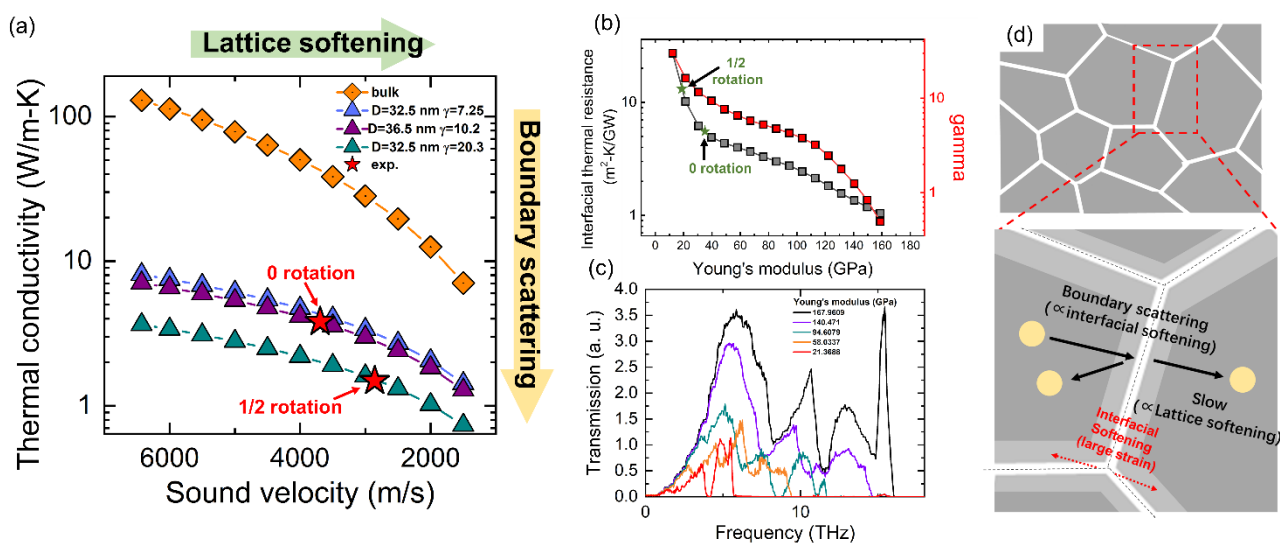 (a)
Lattice softening
Thermal conductivity (W/m-K)
100
10
1
bulk
D=32.5 nm γ=7.25
D=36.5 nm γ=10.2
D=32.5 nm γ=20.3
exp.
0 rotation
1/2 rotation
6000 4000 2000
Sound velocity (m/s)
Boundary scattering
(b)
Interfacial thermal resistance
(m²-K/GW)
10
1
1/2
rotation
0 rotation
10
1
gamma
0 20 40 60 80 100 120 140 160 180
Young's modulus (GPa)
(c)
Transmission (a. u.)
4.0
3.5
3.0
2.5
2.0
1.5
1.0
0.5
0.0
Young's modulus (GPa)
167.9609
140.471
94.6079
58.0337
21.3688
0 10
Frequency (THz)
(d)
Boundary scattering
(∝interfacial softening)
Slow
(∝Lattice softening)
Interfacial
Softening
(large strain)